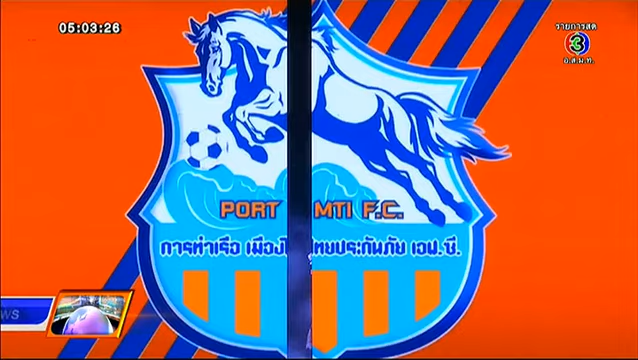 05:03:26
รายการสด
3
อ.ส.ม.ท.
PORT MTI F.C.
การท่าเรือ เมืองไทยประกันภัย เอฟ.ซี.
WS